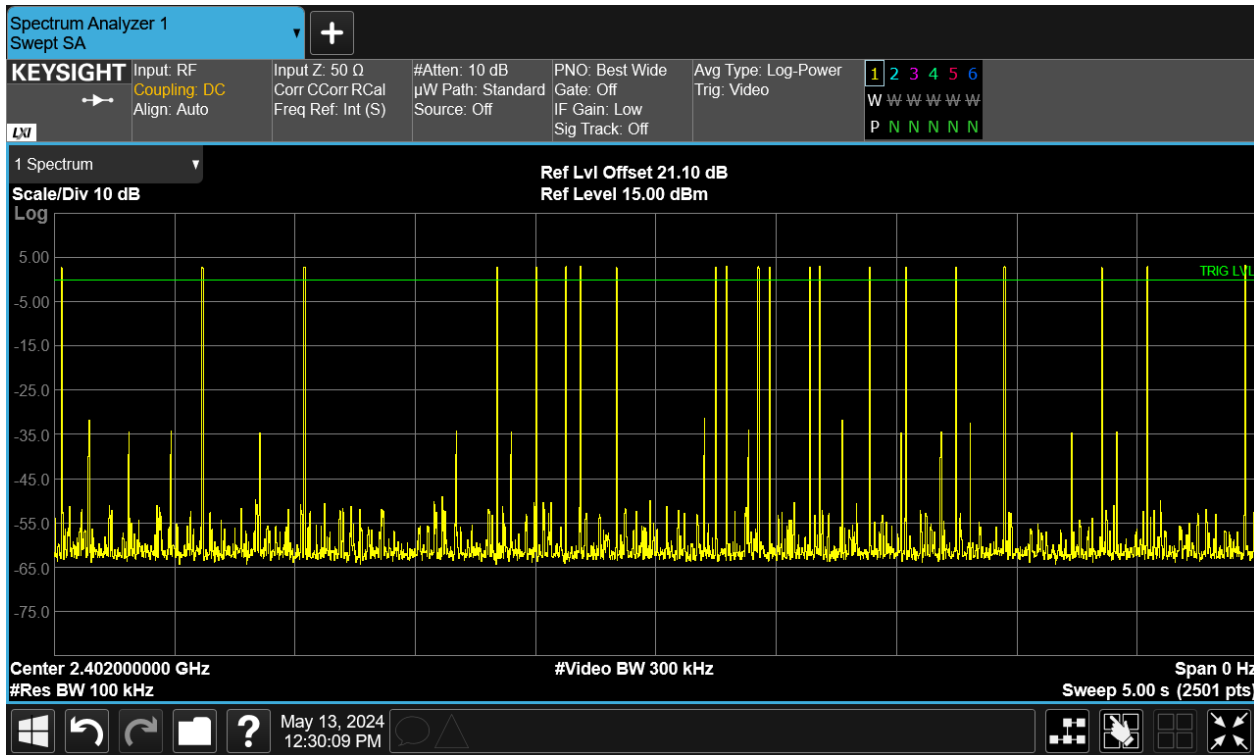 Spectrum Analyzer 1
Swept SA
KEYSIGHT
LXI
Input: RF
Coupling: DC
Align: Auto
Input Z: 50 Ω
Corr CCorr RCal
Freq Ref: Int (S)
#Atten: 10 dB
µW Path: Standard
Source: Off
PNO: Best Wide
Gate: Off
IF Gain: Low
Sig Track: Off
Avg Type: Log-Power
Trig: Video
1 2 3 4 5 6
W W W W W W
P N N N N N
1 Spectrum
Scale/Div 10 dB
Ref Lvl Offset 21.10 dB
Ref Level 15.00 dBm
Log
5.00
TRIG LVL
-5.00
-15.0
-25.0
-35.0
-45.0
-55.0
-65.0
-75.0
Center 2.402000000 GHz
#Video BW 300 kHz
Span 0 Hz
#Res BW 100 kHz
Sweep 5.00 s (2501 pts)
?
May 13, 2024
12:30:09 PM